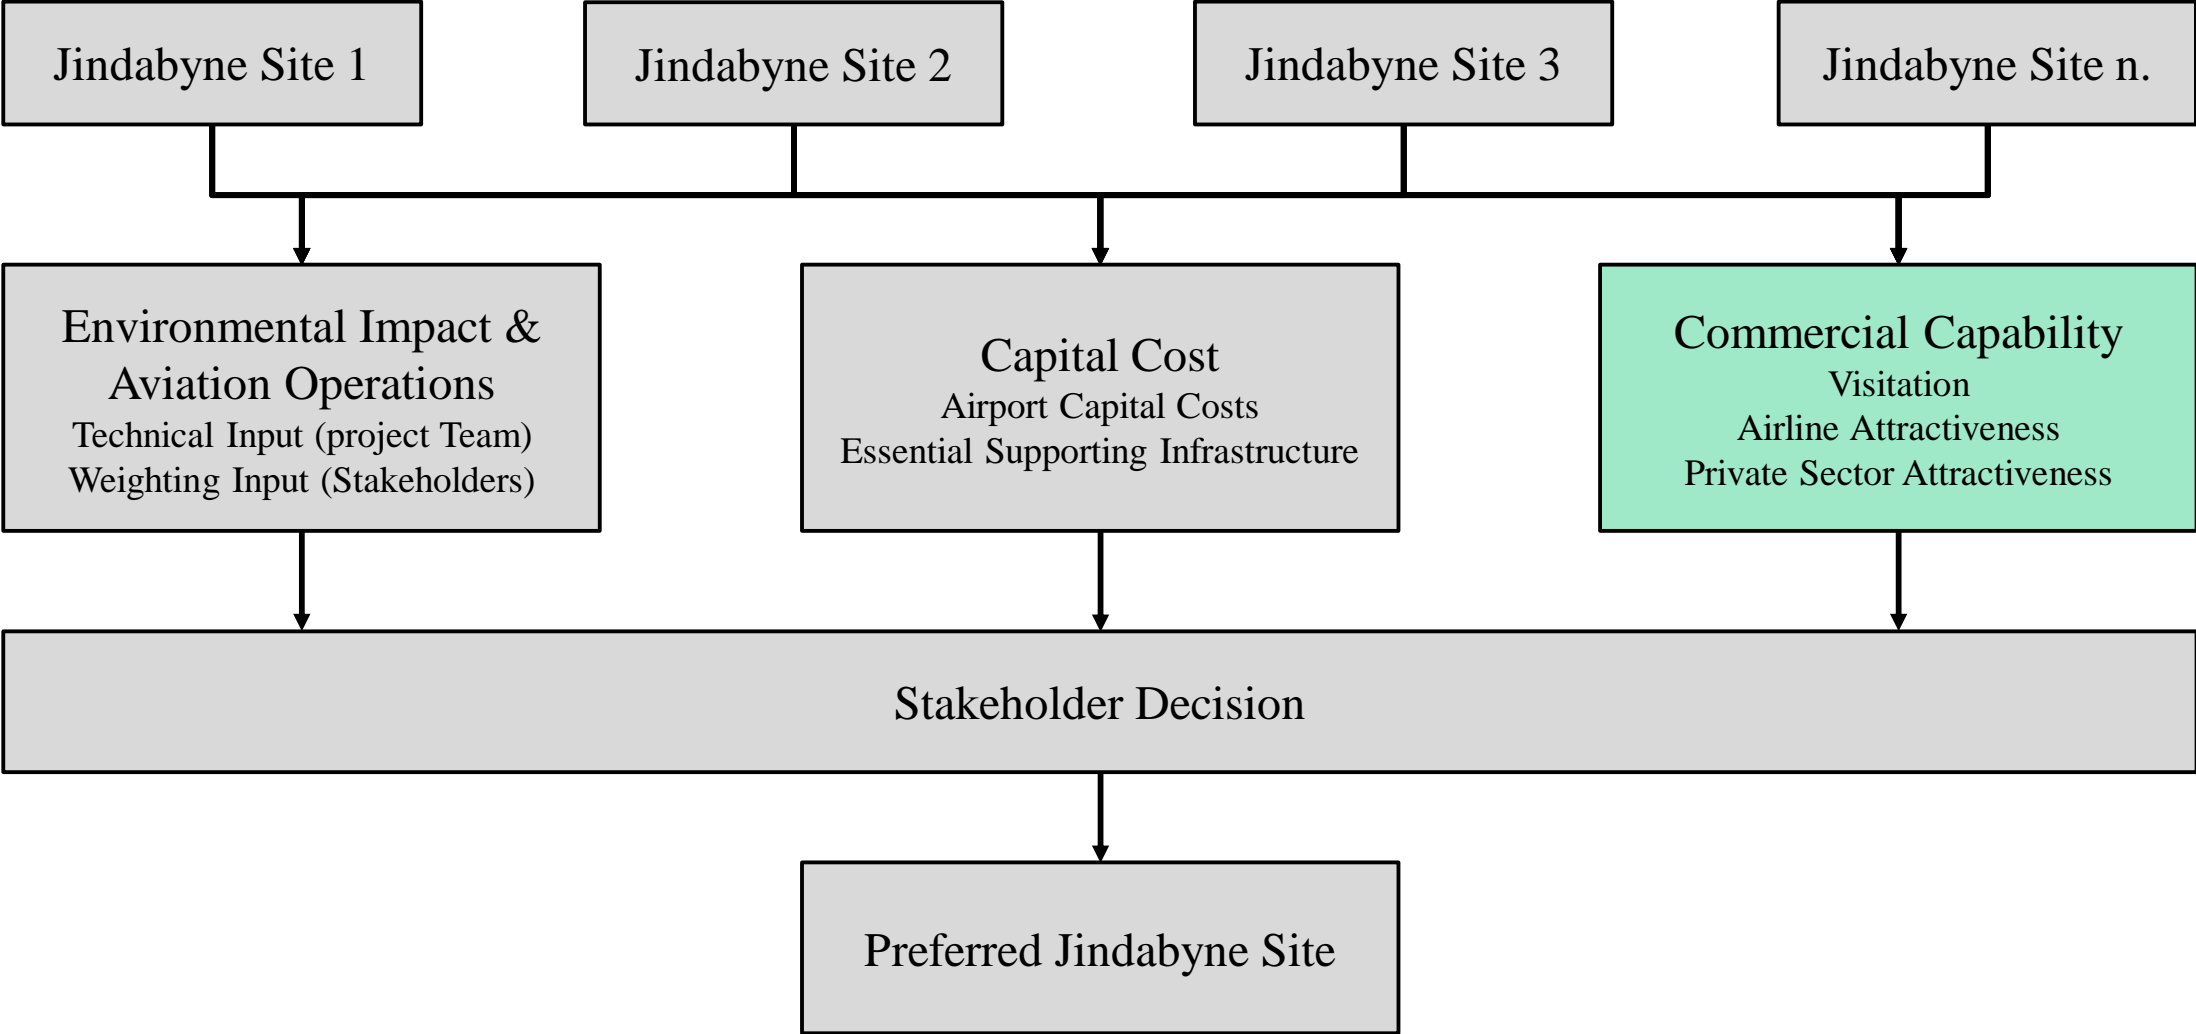 Jindabyne Site 1
Jindabyne Site 2
Jindabyne Site 3
Jindabyne Site n.
Environmental Impact &
Aviation Operations
Technical Input (project Team)
Weighting Input (Stakeholders)
Capital Cost
Airport Capital Costs
Essential Supporting Infrastructure
Commercial Capability
Visitation
Airline Attractiveness
Private Sector Attractiveness
Stakeholder Decision
Preferred Jindabyne Site